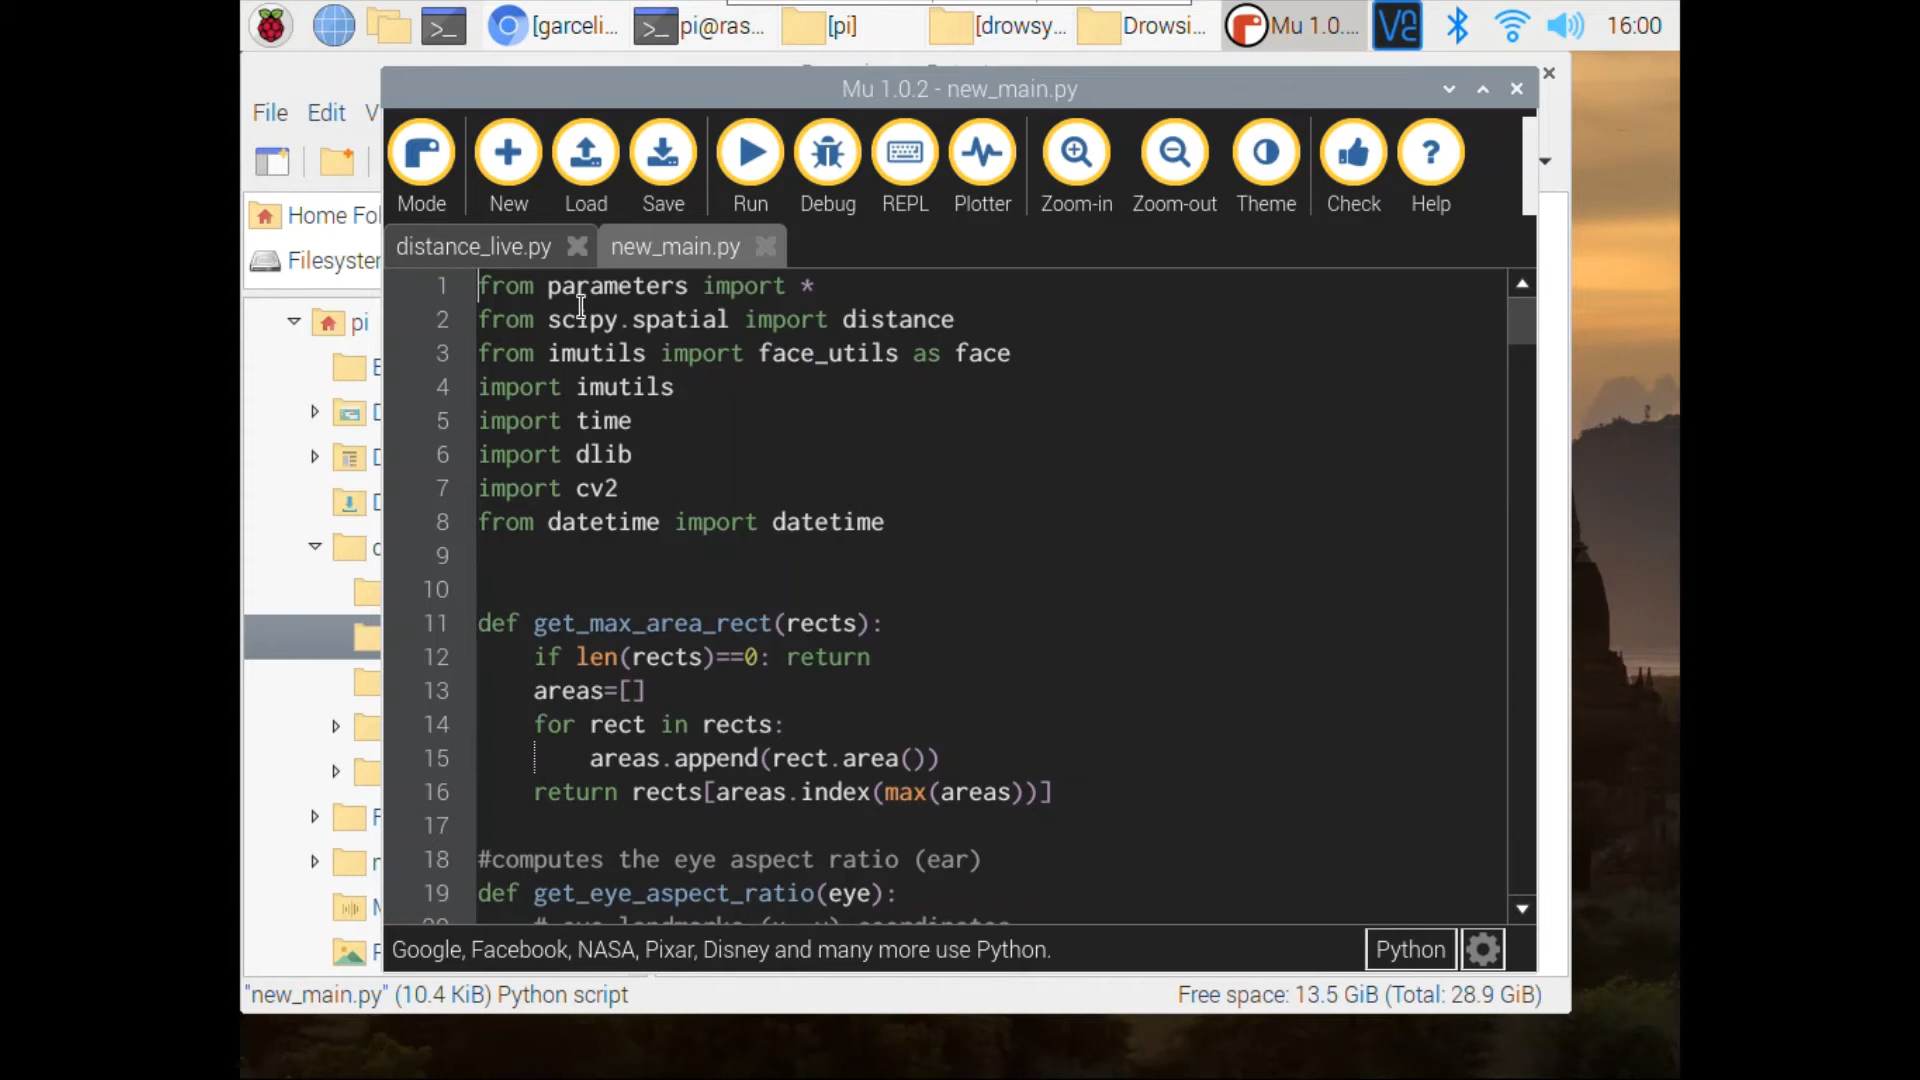 [garceli...
pi@ras...
[pi]
[drowsy...
Drowsi...
Mu 1.0....
16:00
File Edit V
Mu 1.0.2 - new_main.py
Mode
New
Load
Save
Run
Debug
REPL
Plotter
Zoom-in
Zoom-out
Theme
Check
Help
Home Fol
Filesyster
pi
distance_live.py
new_main.py
1 from parameters import *
2 from scipy.spatial import distance
3 from imutils import face_utils as face
4 import imutils
5 import time
6 import dlib
7 import cv2
8 from datetime import datetime
9
10
11 def get_max_area_rect(rects):
12 if len(rects)==0: return
13 areas=[]
14 for rect in rects:
15 areas.append(rect.area())
16 return rects[areas.index(max(areas))]
17
18 #computes the eye aspect ratio (ear)
19 def get_eye_aspect_ratio(eye):
Google, Facebook, NASA, Pixar, Disney and many more use Python.
Python
"new_main.py" (10.4 KiB) Python script
Free space: 13.5 GiB (Total: 28.9 GiB)